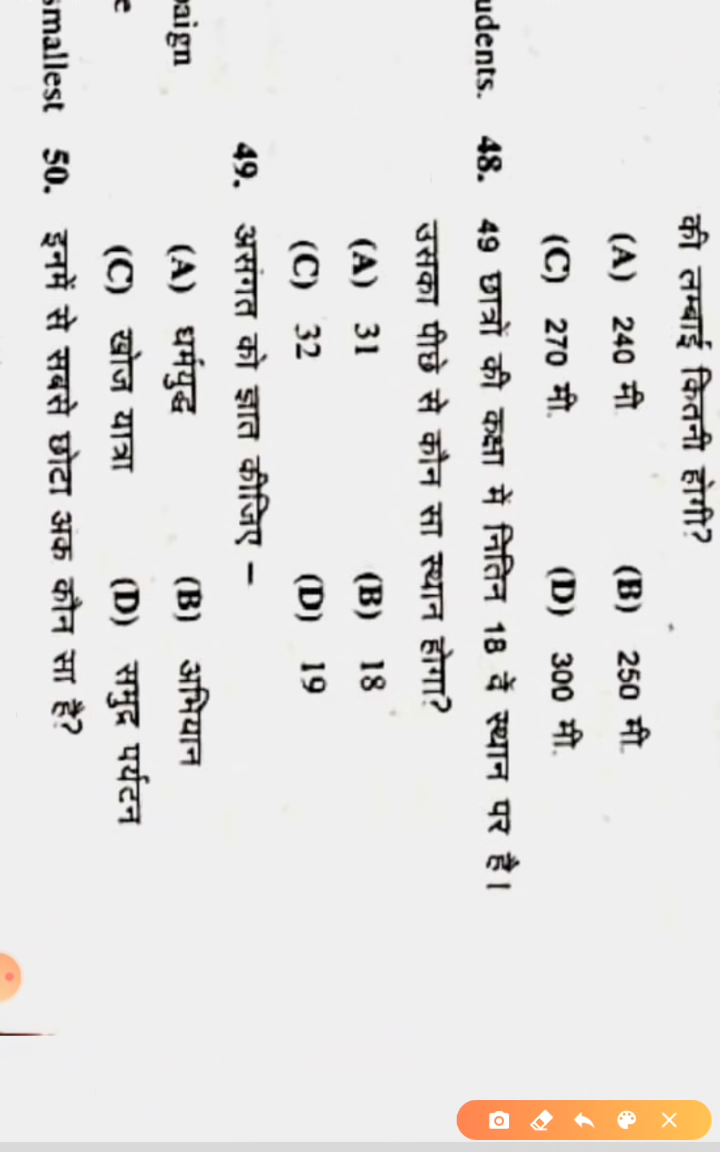 की लम्बाई कितनी होगी?
(A) 240 मी. (B) 250 मी.
(C) 270 मी. (D) 300 मी.
udents. 48. 49 छात्रों की कक्षा में नितिन 18 वें स्थान पर है।
उसका पीछे से कौन सा स्थान होगा?
(A) 31 (B) 18
(C) 32 (D) 19
49. असंगत को ज्ञात कीजिए –
paign (A) धर्मयुद्ध (B) अभियान
e (C) खोज यात्रा (D) समुद्र पर्यटन
smallest 50. इनमें से सबसे छोटा अंक कौन सा है?